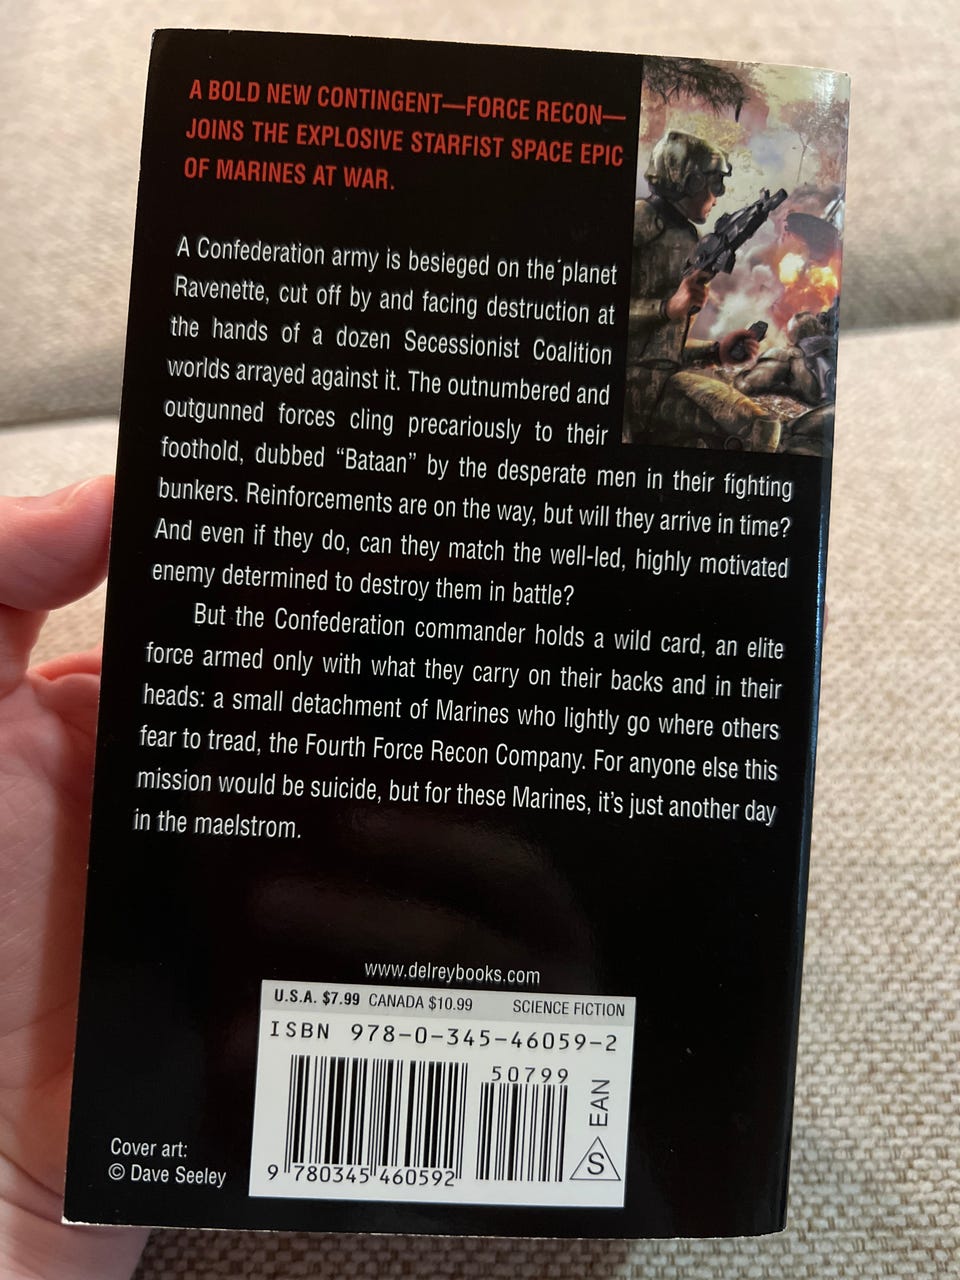 A BOLD NEW CONTINGENT—FORCE RECON—
JOINS THE EXPLOSIVE STARFIST SPACE EPIC
OF MARINES AT WAR.
A Confederation army is besieged on the planet
Ravenette, cut off by and facing destruction at
the hands of a dozen Secessionist Coalition
worlds arrayed against it. The outnumbered and
outgunned forces cling precariously to their
foothold, dubbed “Bataan” by the desperate men in their fighting
bunkers. Reinforcements are on the way, but will they arrive in time?
And even if they do, can they match the well-led, highly motivated
enemy determined to destroy them in battle?
But the Confederation commander holds a wild card, an elite
force armed only with what they carry on their backs and in their
heads: a small detachment of Marines who lightly go where others
fear to tread, the Fourth Force Recon Company. For anyone else this
mission would be suicide, but for these Marines, it’s just another day
in the maelstrom.
www.delreybooks.com
U.S.A. $7.99 CANADA $10.99 SCIENCE FICTION
ISBN 978-0-345-46059-2
50799
EAN
S
9 780345 460592
Cover art:
© Dave Seeley